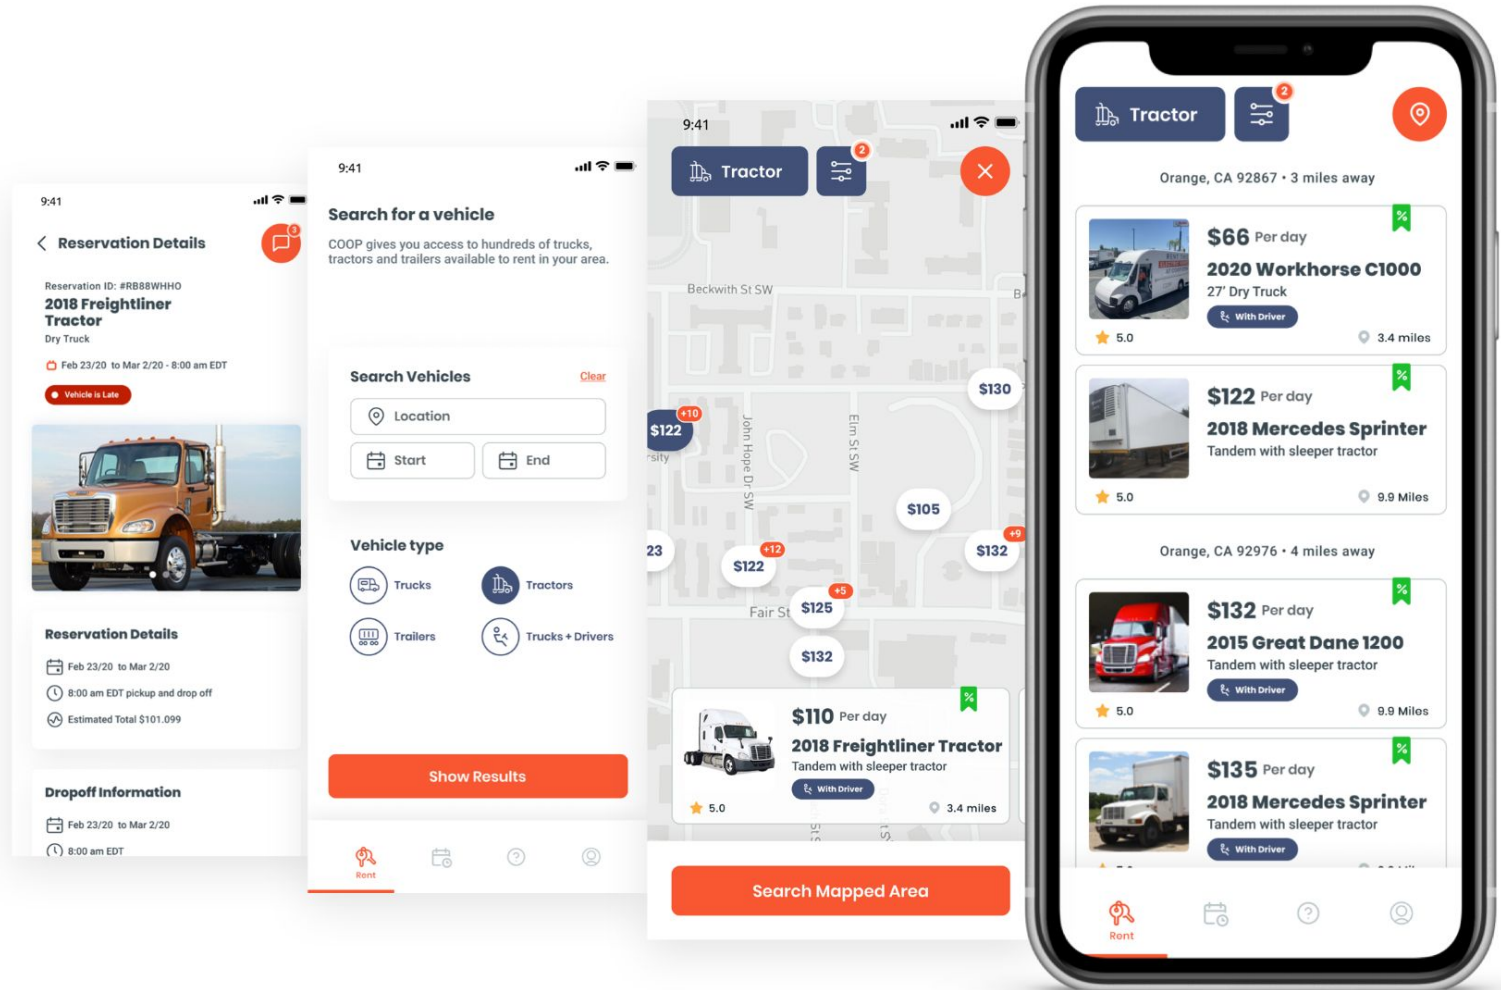 9:41
Reservation Details
3
Reservation ID: #RB88WHHO
2018 Freightliner
Tractor
Dry Truck
Feb 23/20 to Mar 2/20 - 8:00 am EDT
Vehicle is Late
Reservation Details
Feb 23/20 to Mar 2/20
8:00 am EDT pickup and drop off
Estimated Total $101.099
Dropoff Information
Feb 23/20 to Mar 2/20
8:00 am EDT
9:41
Search for a vehicle
COOP gives you access to hundreds of trucks,
tractors and trailers available to rent in your area.
Search Vehicles
Clear
Location
Start
End
Vehicle type
Trucks
Tractors
Trailers
Trucks + Drivers
Show Results
Rent
9:41
Tractor
2
Beckwith St SW
$130
+10
$122
rsity
John Hope Dr SW
Elm St SW
$105
23
+12
$122
+9
$132
+5
Fair St
$125
$132
%
$110 Per day
2018 Freightliner Tractor
Tandem with sleeper tractor
With Driver
5.0
3.4 miles
Search Mapped Area
Tractor
2
Orange, CA 92867 • 3 miles away
%
$66 Per day
2020 Workhorse C1000
27' Dry Truck
With Driver
5.0
3.4 miles
%
$122 Per day
2018 Mercedes Sprinter
Tandem with sleeper tractor
5.0
9.9 Miles
Orange, CA 92976 • 4 miles away
%
$132 Per day
2015 Great Dane 1200
Tandem with sleeper tractor
With Driver
5.0
9.9 Miles
%
$135 Per day
2018 Mercedes Sprinter
Tandem with sleeper tractor
With Driver
Rent